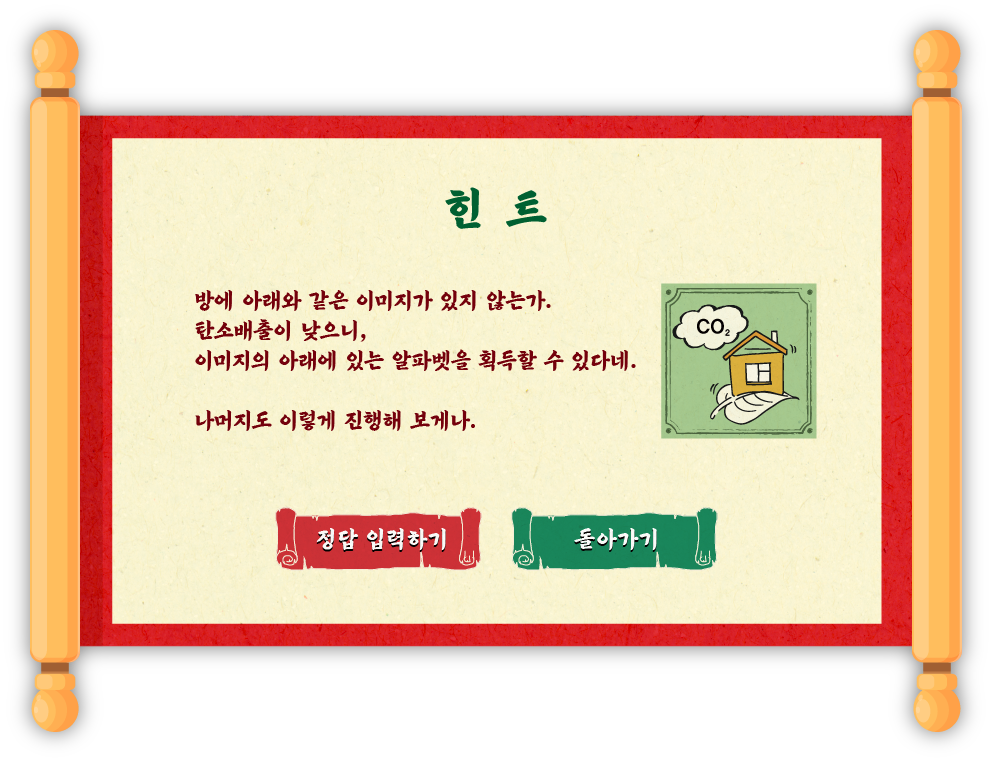 힌 트
방에 아래와 같은 이미지가 있지 않는가.
탄소배출이 낮으니,
이미지의 아래에 있는 알파벳을 획득할 수 있다네.
나머지도 이렇게 진행해 보게나.
CO₂
정답 입력하기
돌아가기